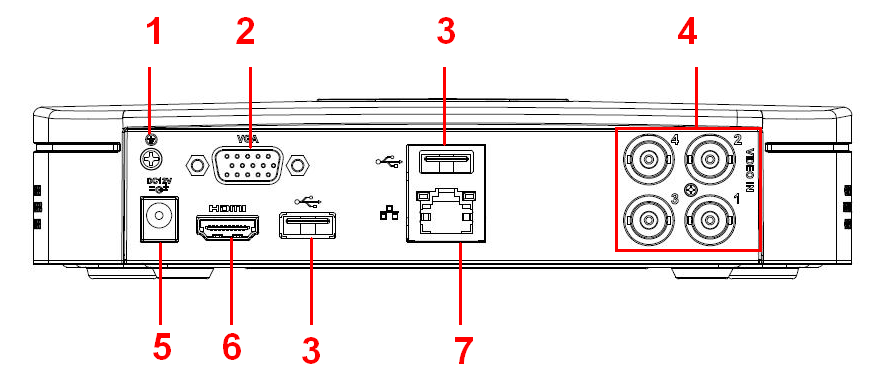 1 2 3 4
VGA
DC12V
HDMI
4 2
3 1
VIDEO IN
5 6 3 7